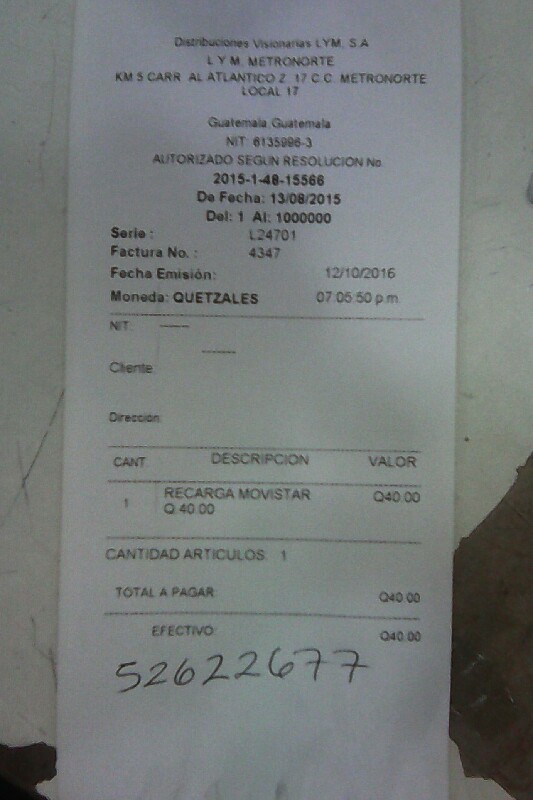 Distribuciones Visionarias LYM, S.A
L Y M. METRONORTE
KM 5 CARR. AL ATLANTICO Z. 17 C.C. METRONORTE
LOCAL 17
Guatemala,Guatemala
NIT: 6135996-3
AUTORIZADO SEGUN RESOLUCION No.
2015-1-48-15566
De Fecha: 13/08/2015
Del: 1 Al: 1000000
Serie : L24701
Factura No. : 4347
Fecha Emisión: 12/10/2016
Moneda: QUETZALES 07:05:50 p.m.
NIT: ------
------
Cliente:
Dirección:
CANT. DESCRIPCION VALOR
1 RECARGA MOVISTAR Q40.00
Q.40.00
CANTIDAD ARTICULOS: 1
TOTAL A PAGAR: Q40.00
EFECTIVO: Q40.00
52622677